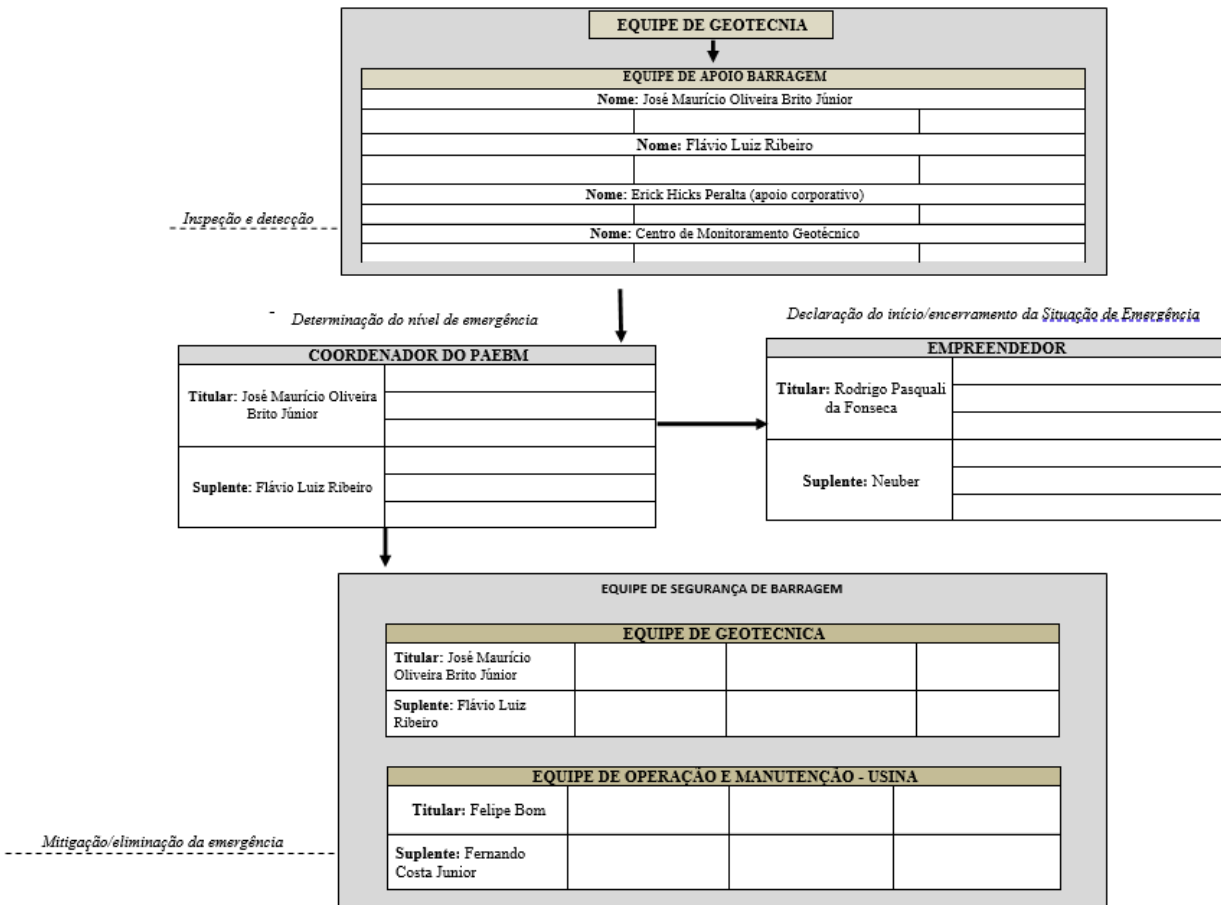 EQUIPE DE GEOTECNIA
EQUIPE DE APOIO BARRAGEM
Nome: José Maurício Oliveira Brito Júnior
Nome: Flávio Luiz Ribeiro
Nome: Erick Hicks Peralta (apoio corporativo)
Nome: Centro de Monitoramento Geotécnico
Inspeção e detecção
- Determinação do nível de emergência
Declaração do início/encerramento da Situação de Emergência
COORDENADOR DO PAEBM
Titular: José Maurício Oliveira
Brito Júnior
Suplente: Flávio Luiz Ribeiro
EMPREENDEDOR
Titular: Rodrigo Pasquali
da Fonseca
Suplente: Neuber
EQUIPE DE SEGURANÇA DE BARRAGEM
EQUIPE DE GEOTECNICA
Titular: José Maurício
Oliveira Brito Júnior
Suplente: Flávio Luiz
Ribeiro
EQUIPE DE OPERAÇÃO E MANUTENÇÃO - USINA
Titular: Felipe Bom
Suplente: Fernando
Costa Junior
Mitigação/eliminação da emergência